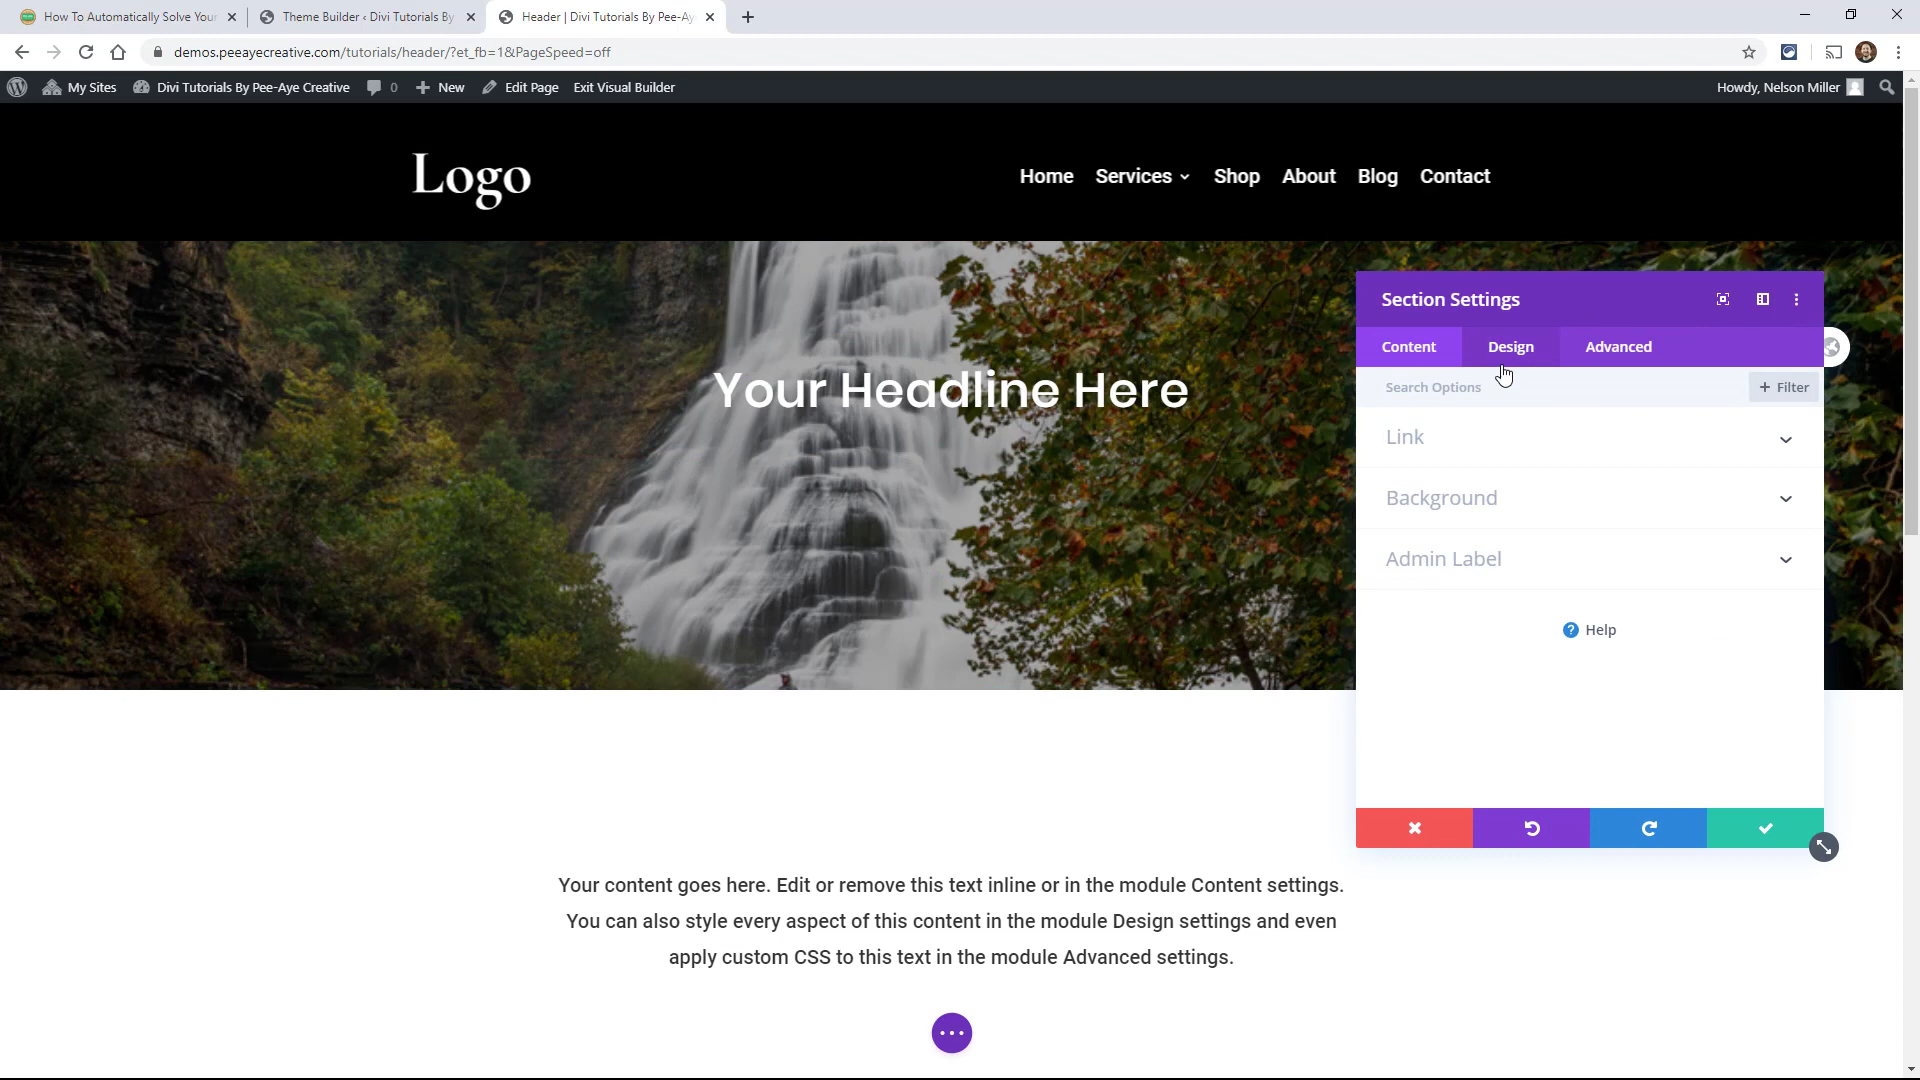 How To Automatically Solve Your
Theme Builder ‹ Divi Tutorials By
Header | Divi Tutorials By Pee-Ay
demos.peeayecreative.com/tutorials/header/?et_fb=1&PageSpeed=off
My Sites
Divi Tutorials By Pee-Aye Creative
0
New
Edit Page
Exit Visual Builder
Howdy, Nelson Miller
Logo
Home Services Shop About Blog Contact
Your Headline Here
Section Settings
Content Design Advanced
Search Options
+ Filter
Link
Background
Admin Label
? Help
Your content goes here. Edit or remove this text inline or in the module Content settings.
You can also style every aspect of this content in the module Design settings and even
apply custom CSS to this text in the module Advanced settings.